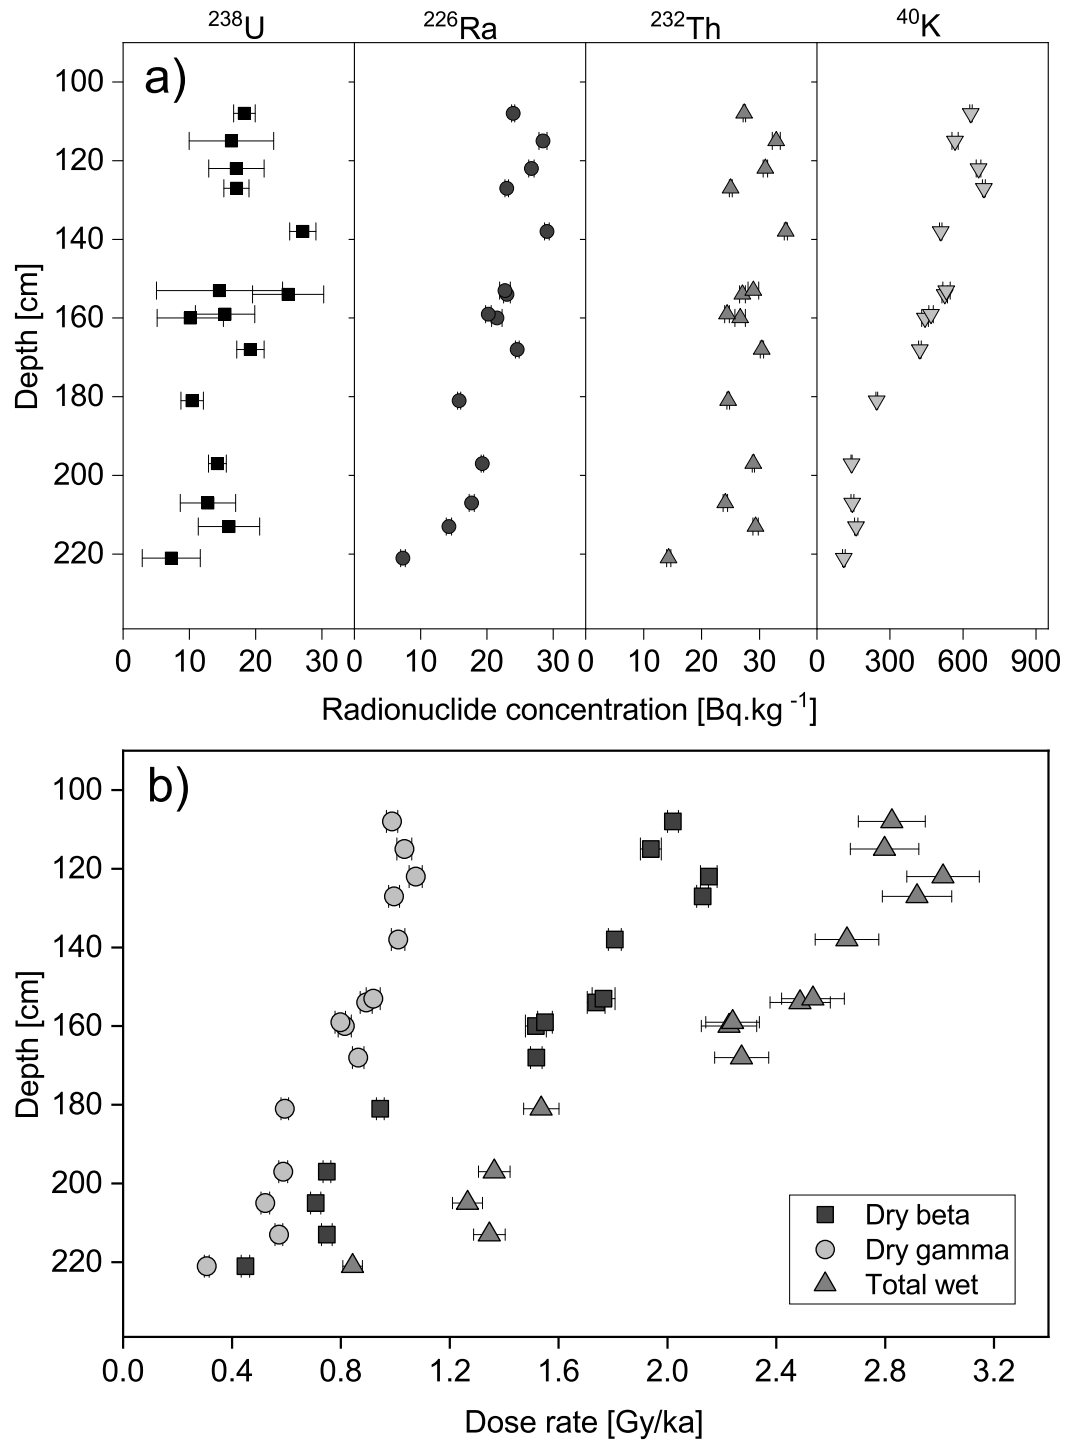 ²³⁸U ²²⁶Ra ²³²Th ⁴⁰K
a)
100
120
140
160
180
200
220
Depth [cm]
0 10 20 30 0 10 20 30 0 10 20 30 0 300 600 900
Radionuclide concentration [Bq.kg ⁻¹]
b)
100
120
140
160
180
200
220
Depth [cm]
Dry beta
Dry gamma
Total wet
0.0 0.4 0.8 1.2 1.6 2.0 2.4 2.8 3.2
Dose rate [Gy/ka]